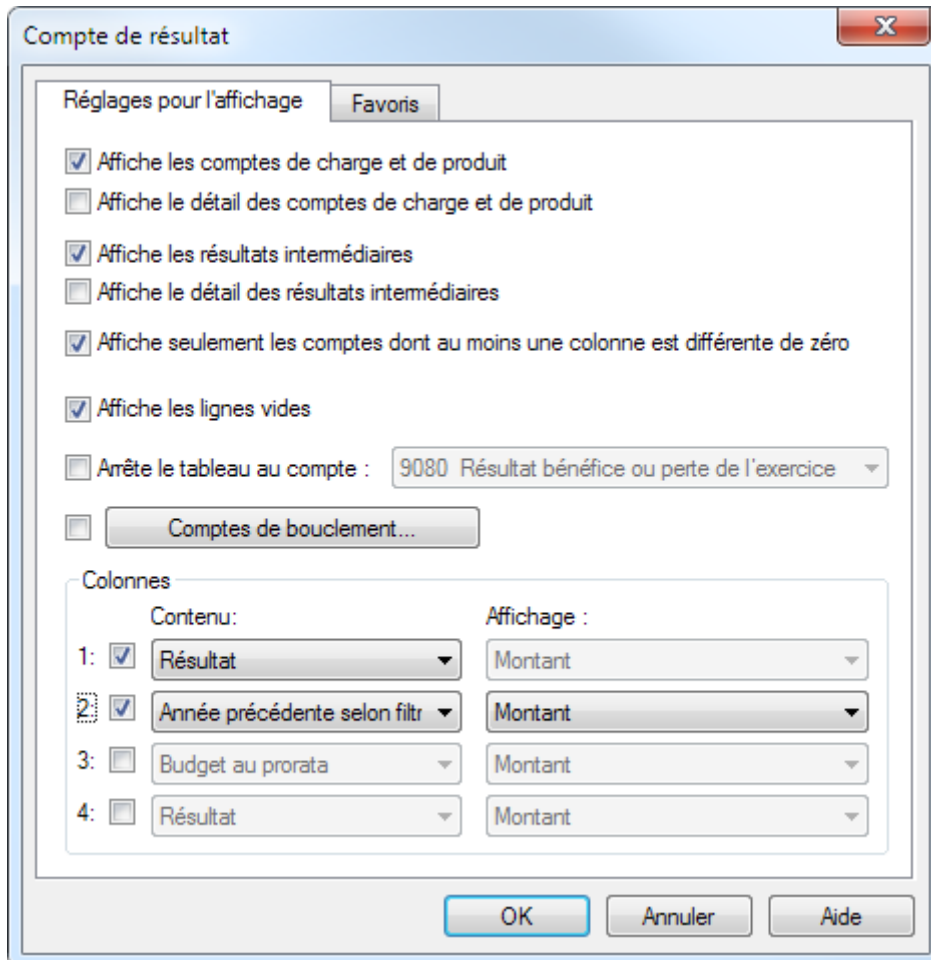 Compte de résultat
Réglages pour l'affichage Favoris
Affiche les comptes de charge et de produit
Affiche le détail des comptes de charge et de produit
Affiche les résultats intermédiaires
Affiche le détail des résultats intermédiaires
Affiche seulement les comptes dont au moins une colonne est différente de zéro
Affiche les lignes vides
Arrête le tableau au compte : 9080 Résultat bénéfice ou perte de l'exercice
Comptes de bouclement...
Colonnes
Contenu: Affichage :
1: Résultat Montant
2: Année précédente selon filtr Montant
3: Budget au prorata Montant
4: Résultat Montant
OK Annuler Aide